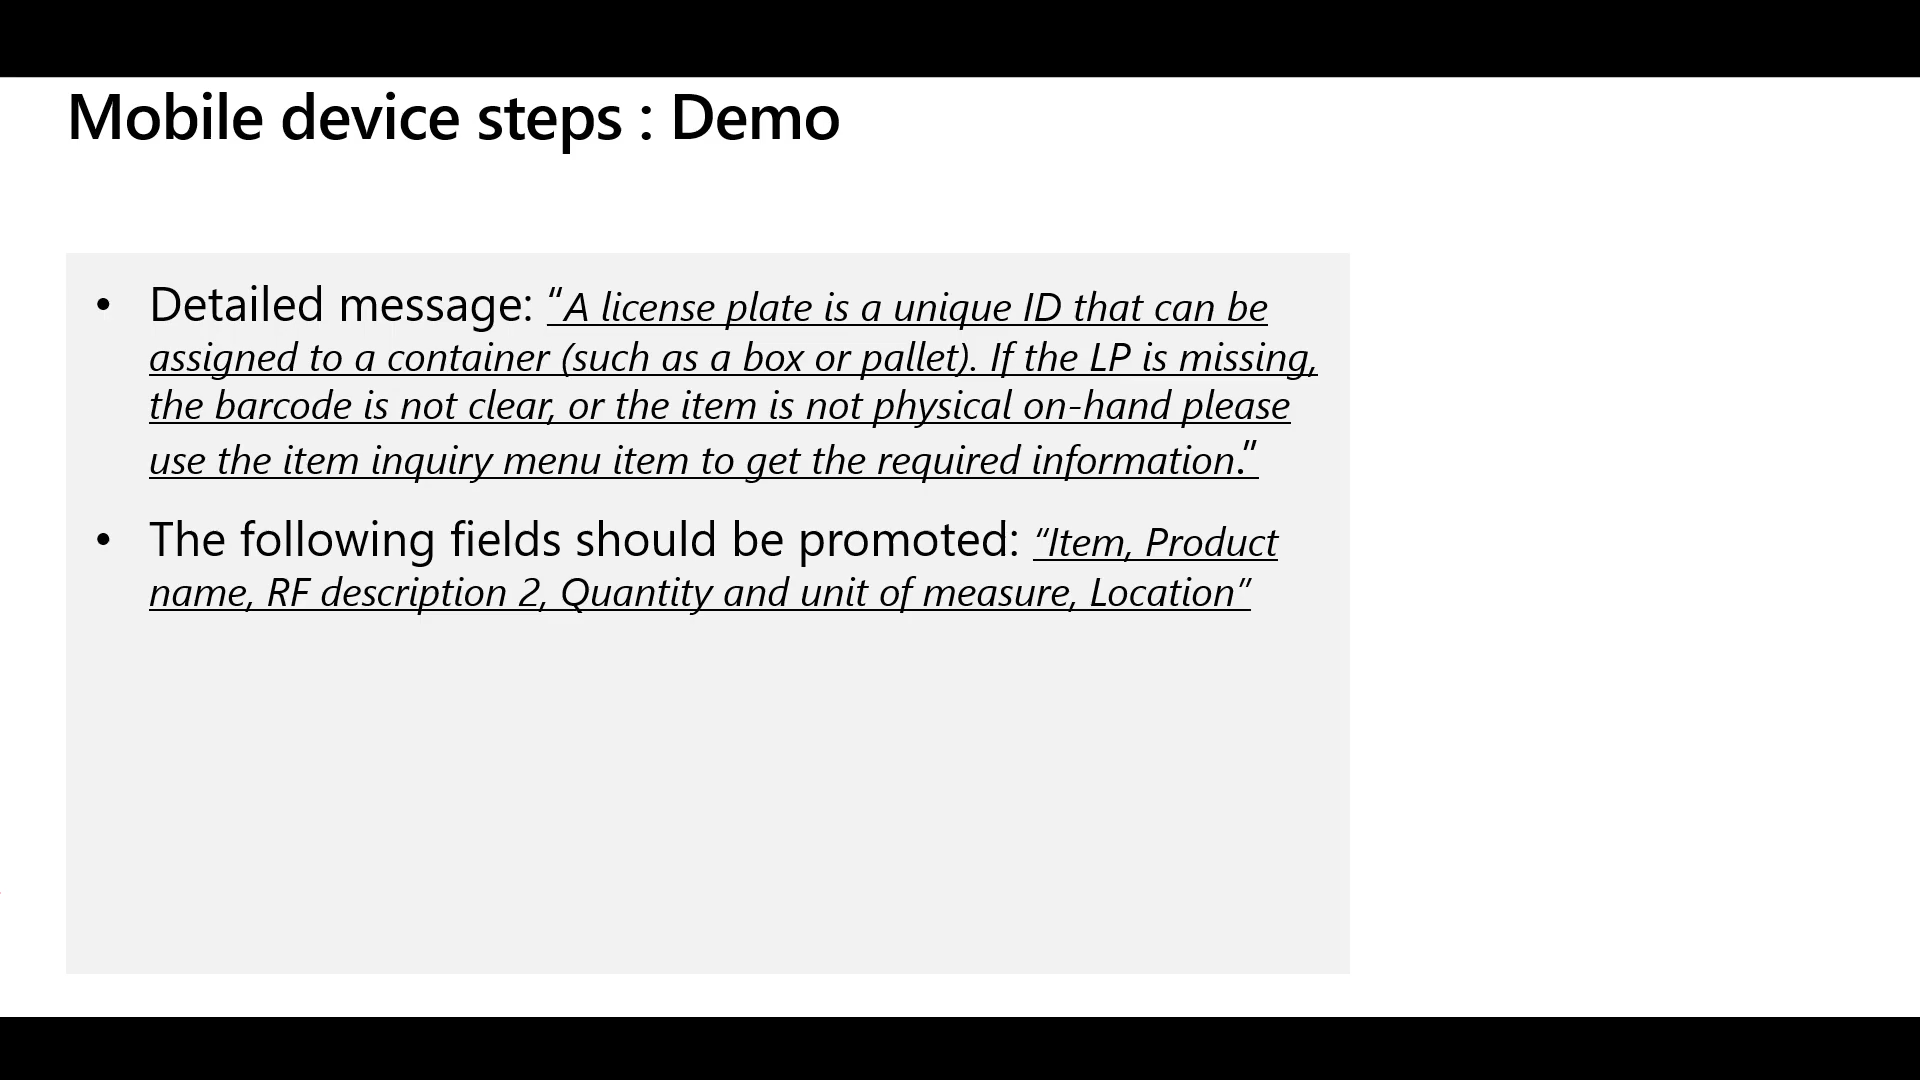 Mobile device steps : Demo
• Detailed message: “A license plate is a unique ID that can be
assigned to a container (such as a box or pallet). If the LP is missing,
the barcode is not clear, or the item is not physical on-hand please
use the item inquiry menu item to get the required information.”
• The following fields should be promoted: “Item, Product
name, RF description 2, Quantity and unit of measure, Location”